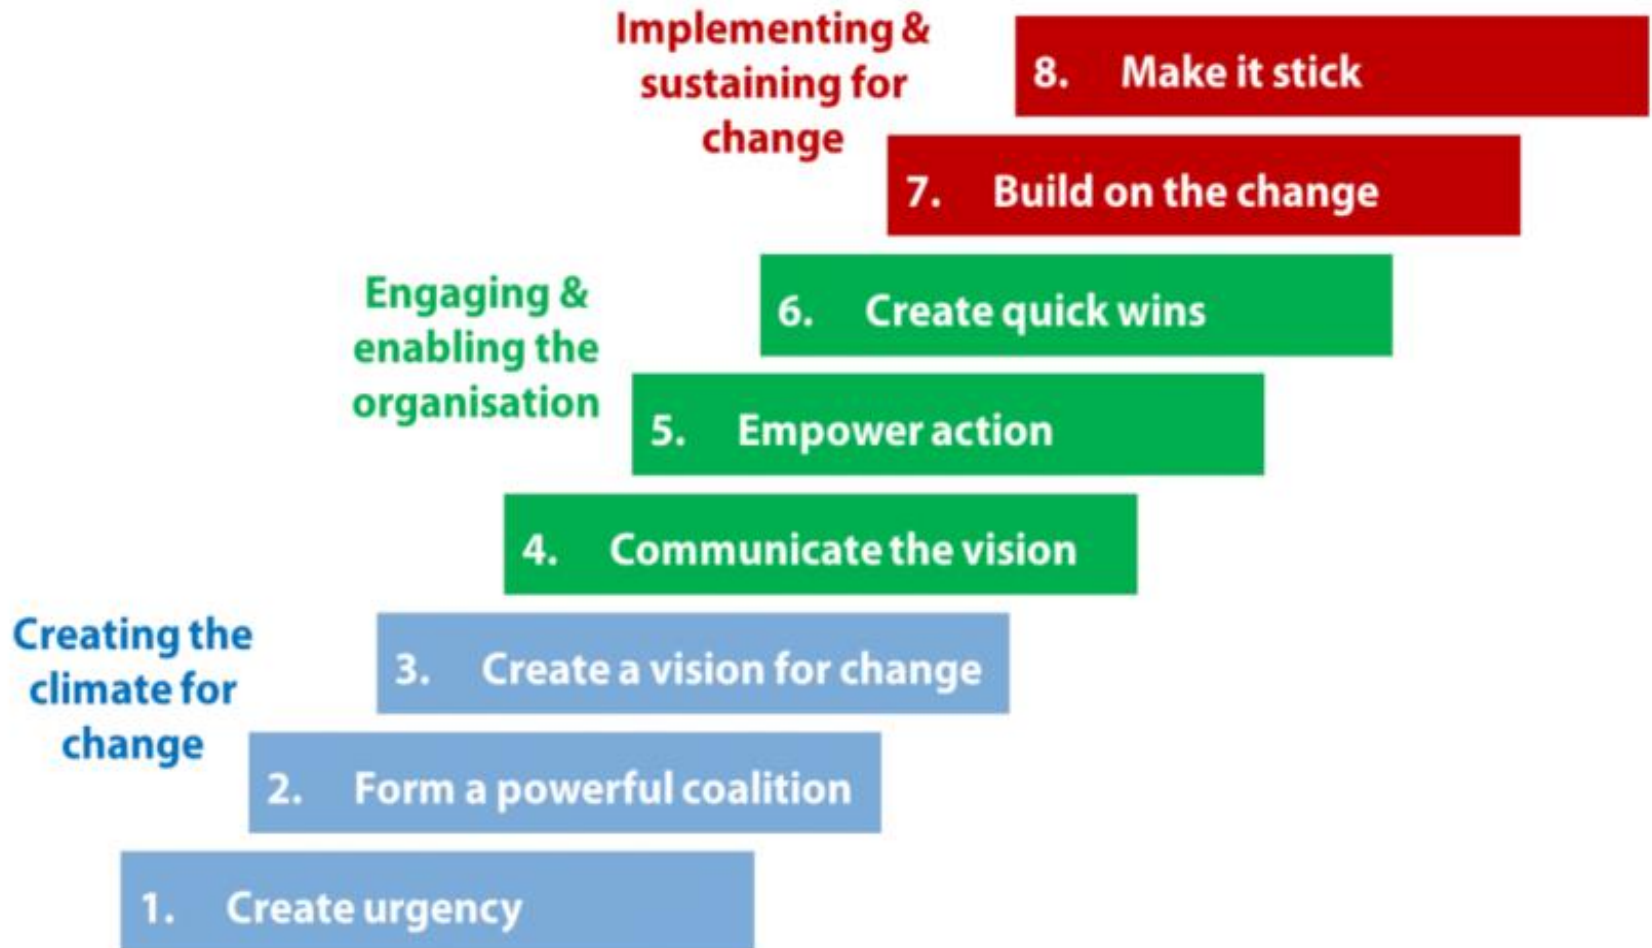 Implementing &
sustaining for
change
8. Make it stick
7. Build on the change
Engaging &
enabling the
organisation
6. Create quick wins
5. Empower action
4. Communicate the vision
Creating the
climate for
change
3. Create a vision for change
2. Form a powerful coalition
1. Create urgency